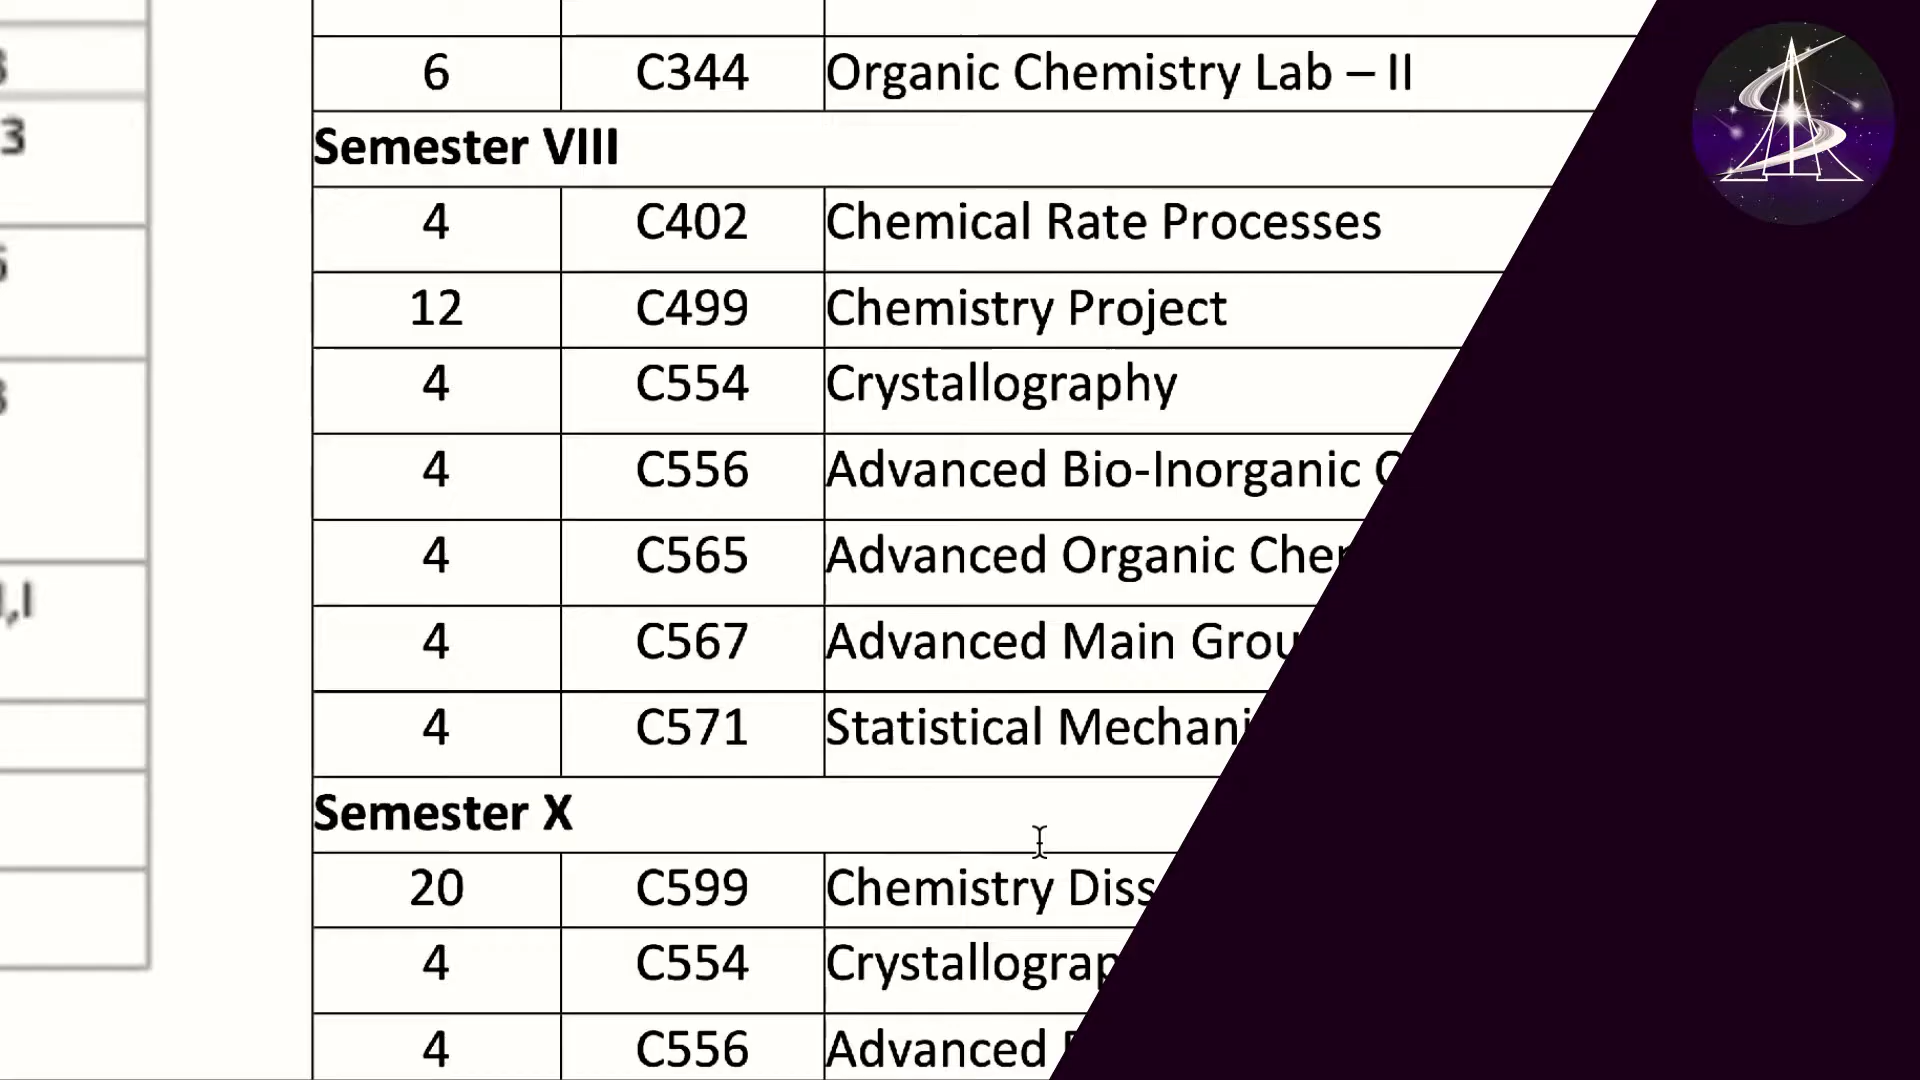 6 C344 Organic Chemistry Lab – II
Semester VIII
4 C402 Chemical Rate Processes
12 C499 Chemistry Project
4 C554 Crystallography
4 C556 Advanced Bio-Inorganic
4 C565 Advanced Organic
4 C567 Advanced Main
4 C571 Statistical
Semester X
20 C599 Chemistry
4 C554
4 C556 Advanced